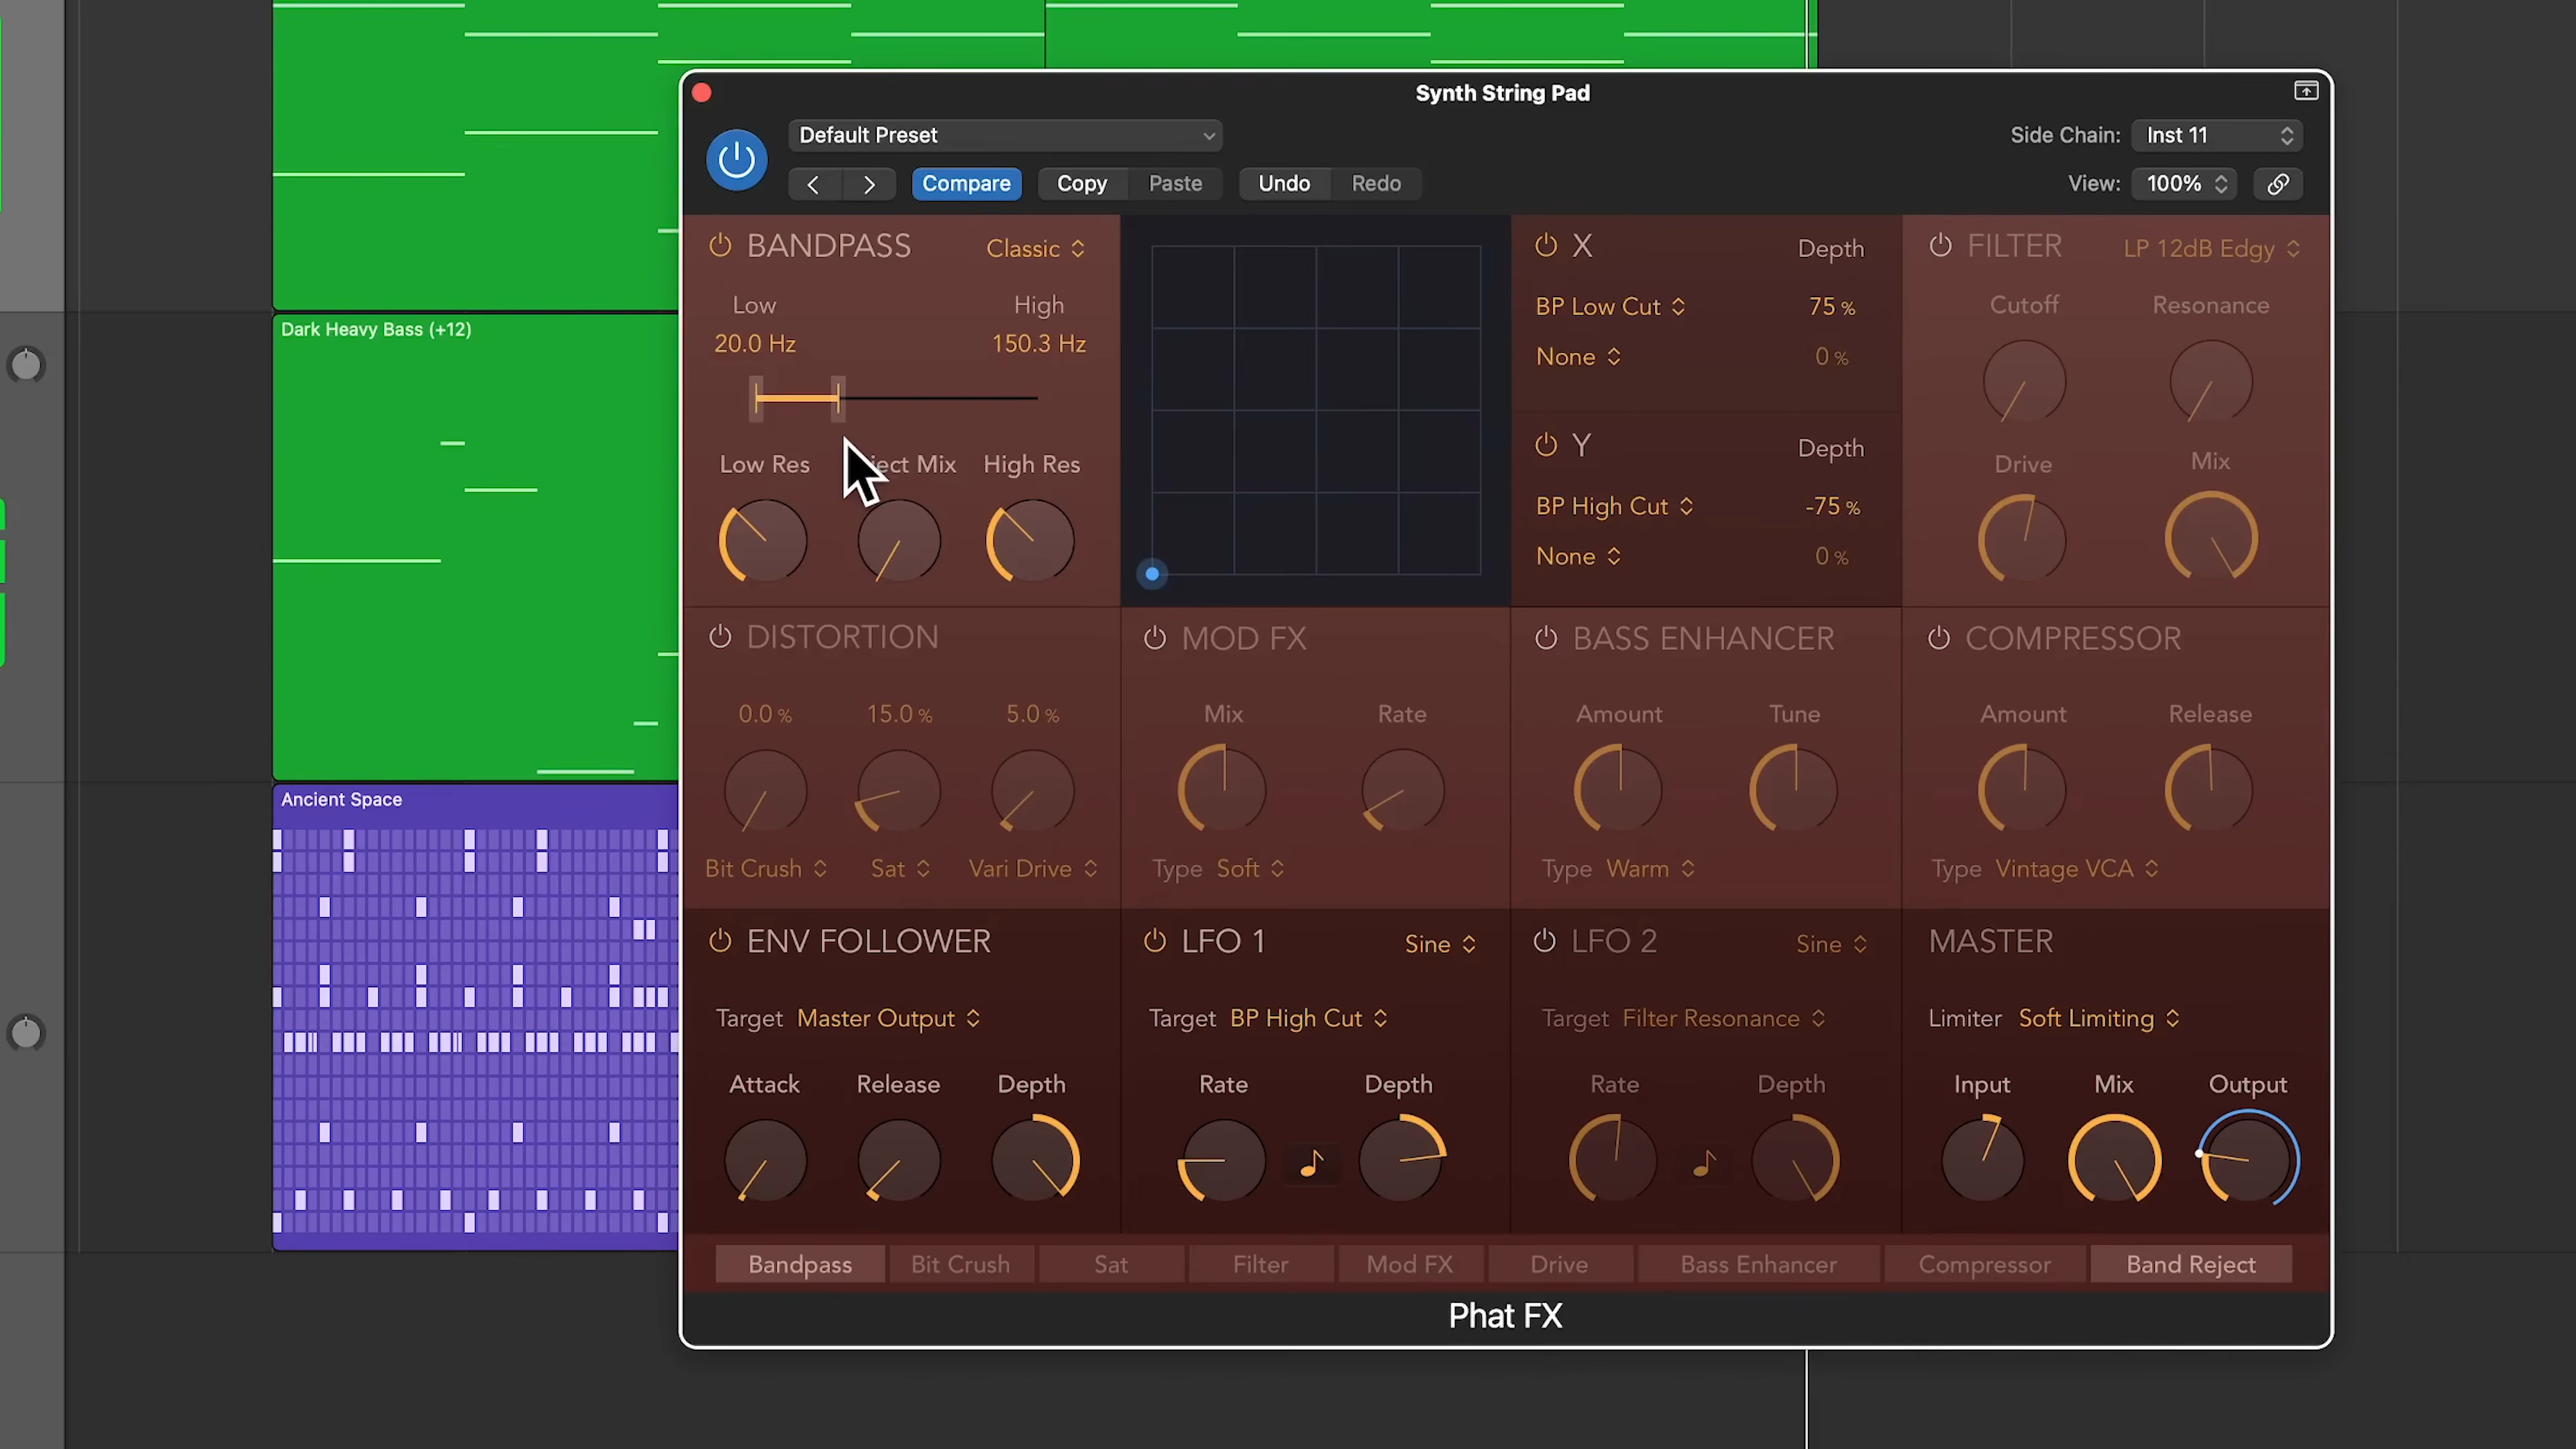 Synth String Pad
Default Preset
Side Chain: Inst 11
Compare Copy Paste Undo Redo
View: 100%
BANDPASS Classic
Low High
20.0 Hz 150.3 Hz
Low Res ject Mix High Res
X Depth
BP Low Cut 75 %
None 0 %
Y Depth
BP High Cut -75 %
None 0 %
FILTER LP 12dB Edgy
Cutoff Resonance
Drive Mix
Dark Heavy Bass (+12)
DISTORTION
0.0 % 15.0 % 5.0 %
Bit Crush Sat Vari Drive
MOD FX
Mix Rate
Type Soft
BASS ENHANCER
Amount Tune
Type Warm
COMPRESSOR
Amount Release
Type Vintage VCA
Ancient Space
ENV FOLLOWER
Target Master Output
Attack Release Depth
LFO 1 Sine
Target BP High Cut
Rate Depth
LFO 2 Sine
Target Filter Resonance
Rate Depth
MASTER
Limiter Soft Limiting
Input Mix Output
Bandpass Bit Crush Sat Filter Mod FX Drive Bass Enhancer Compressor Band Reject
Phat FX